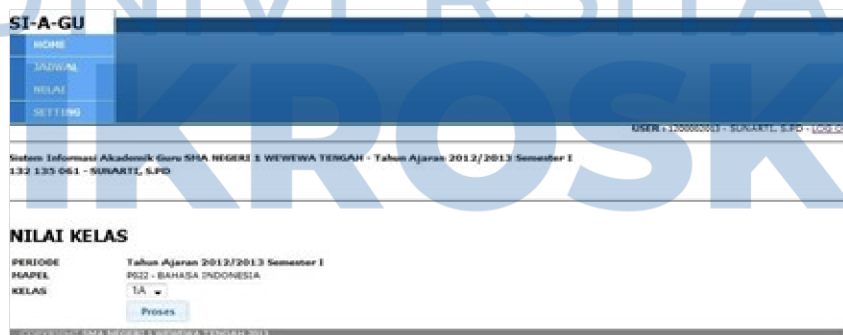 UNIVERSITA
IKROSK
SI-A-GU
HOME
JADWAL
NILAI
SETTING
USER : 1200002013 - SUNARTI, S.PD - LOG O
Sistem Informasi Akademik Guru SMA NEGERI 1 WEWEWA TENGAH - Tahun Ajaran 2012/2013 Semester I
132 135 061 - SUNARTI, S.PD
NILAI KELAS
PERIODE Tahun Ajaran 2012/2013 Semester I
MAPEL P022 - BAHASA INDONESIA
KELAS 1A
Proses
COPYRIGHT SMA NEGERI 1 WEWEWA TENGAH 2013